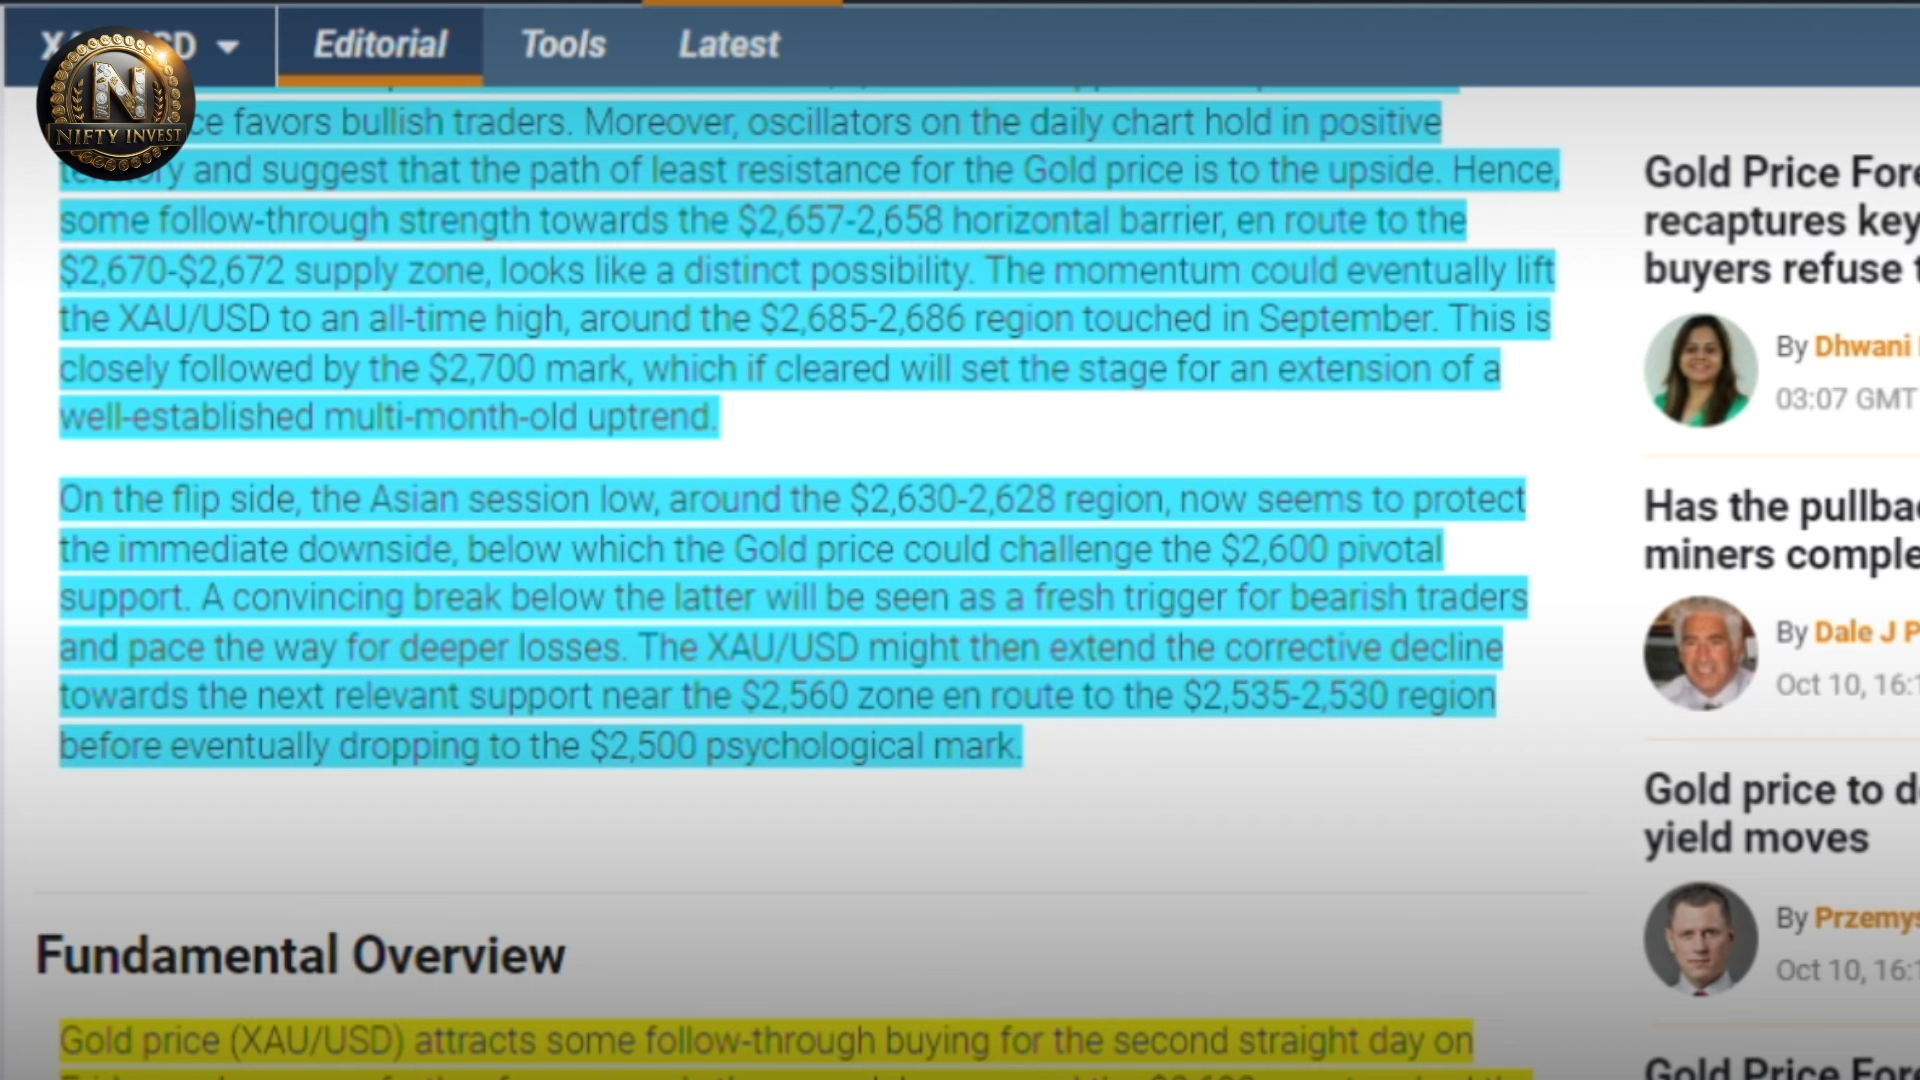 Editorial
Tools
Latest
NIFTY INVEST
favors bullish traders. Moreover, oscillators on the daily chart hold in positive
and suggest that the path of least resistance for the Gold price is to the upside. Hence,
some follow-through strength towards the $2,657-2,658 horizontal barrier, en route to the
$2,670-$2,672 supply zone, looks like a distinct possibility. The momentum could eventually lift
the XAU/USD to an all-time high, around the $2,685-2,686 region touched in September. This is
closely followed by the $2,700 mark, which if cleared will set the stage for an extension of a
well-established multi-month-old uptrend.
On the flip side, the Asian session low, around the $2,630-2,628 region, now seems to protect
the immediate downside, below which the Gold price could challenge the $2,600 pivotal
support. A convincing break below the latter will be seen as a fresh trigger for bearish traders
and pace the way for deeper losses. The XAU/USD might then extend the corrective decline
towards the next relevant support near the $2,560 zone en route to the $2,535-2,530 region
before eventually dropping to the $2,500 psychological mark.
Fundamental Overview
Gold price (XAU/USD) attracts some follow-through buying for the second straight day on
Gold Price
recaptures key
buyers refuse
By Dhwani
03:07 GMT
Has the
miners
By Dale J
Oct 10,
Gold price to
yield moves
By
Oct 10,
Gold Price